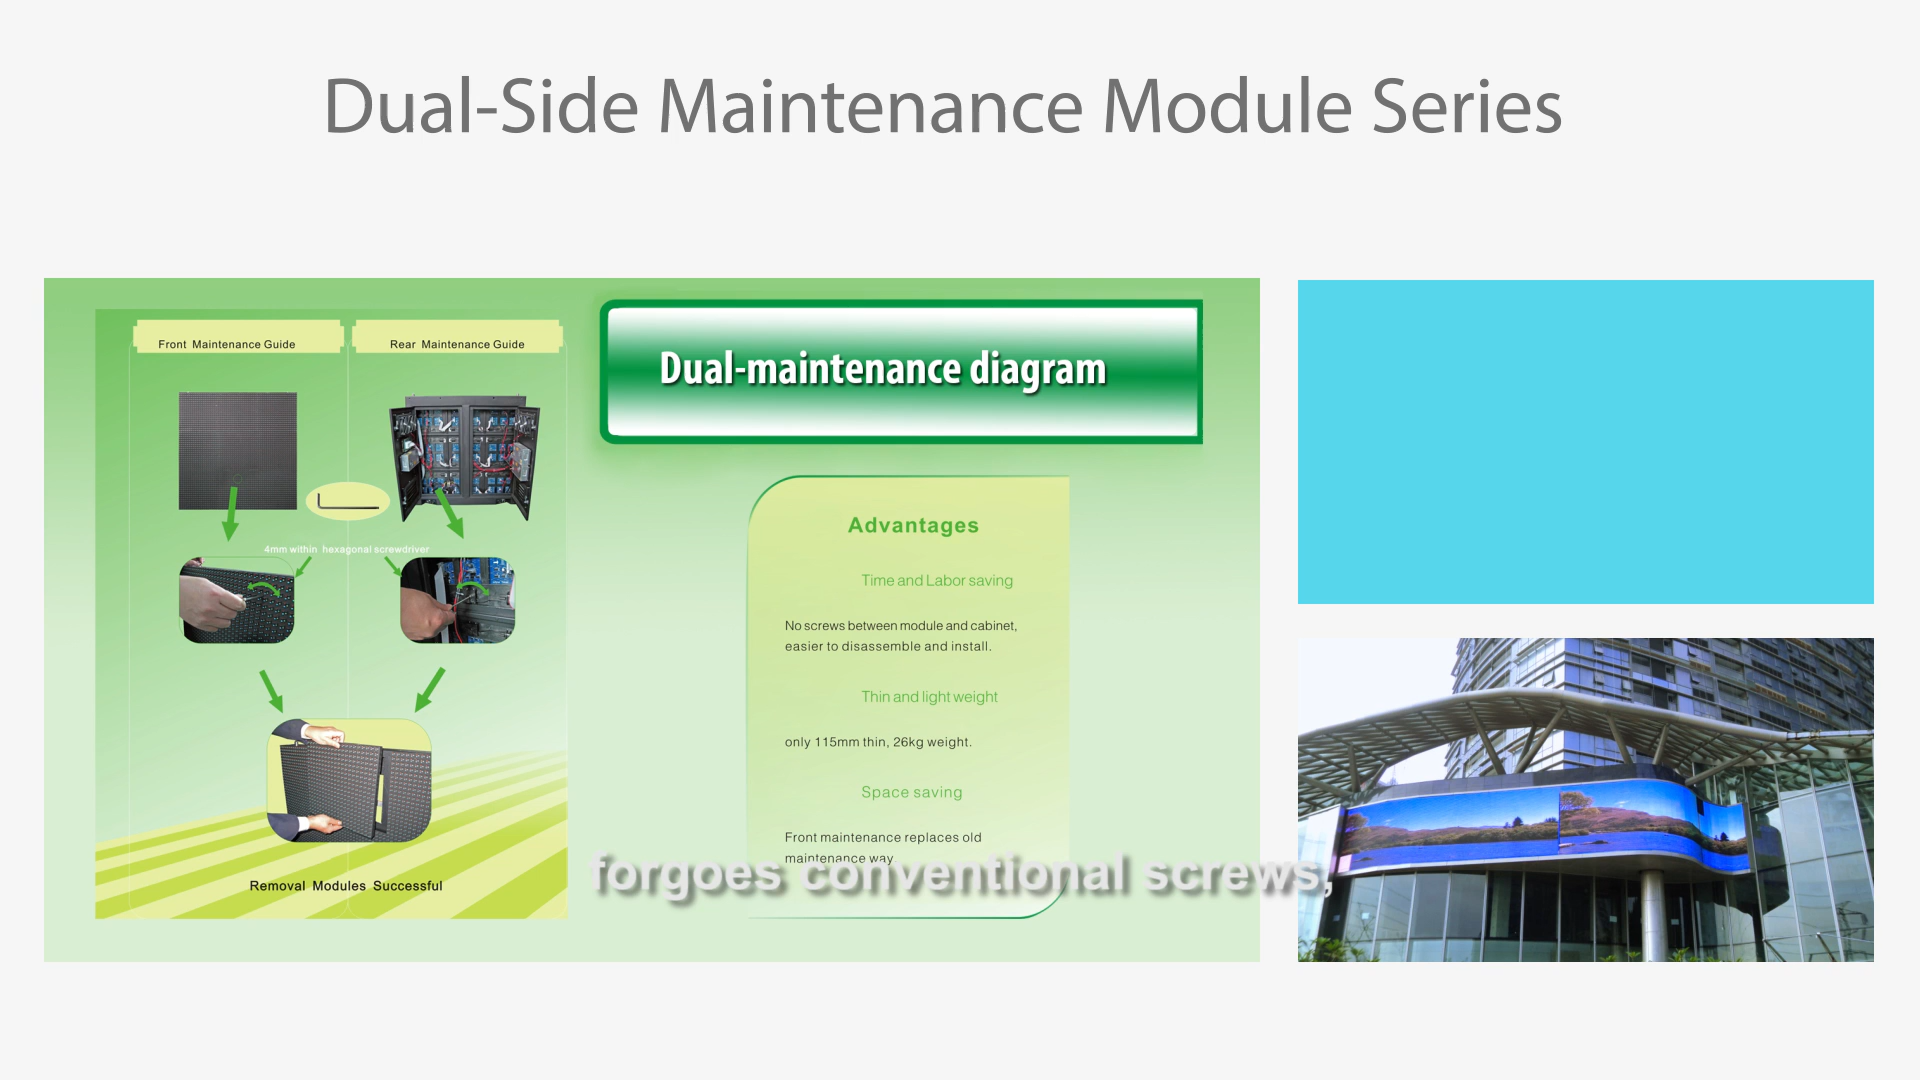 Dual-Side Maintenance Module Series
Front Maintenance Guide
Rear Maintenance Guide
4mm within hexagonal screwdriver
Removal Modules Successful
Dual-maintenance diagram
Advantages
Time and Labor saving
No screws between module and cabinet,
easier to disassemble and install.
Thin and light weight
only 115mm thin, 26kg weight.
Space saving
Front maintenance replaces old
maintenance way
forgoes conventional screws,